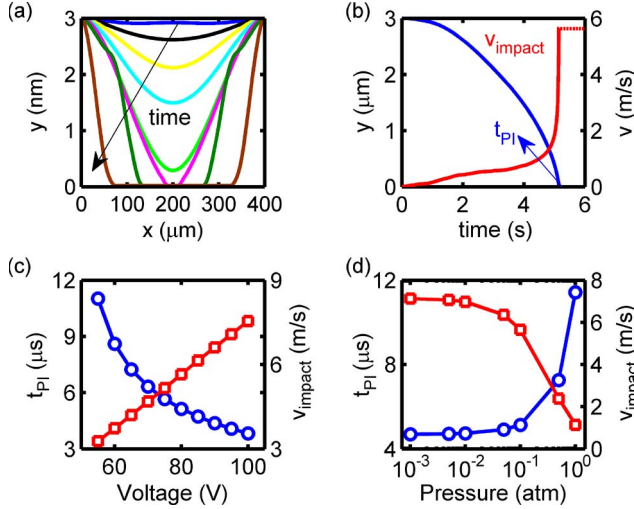 (a)
3
2
1
0
y (nm)
time
0 100 200 300 400
x (μm)
(b)
3
2
1
0
y (μm)
v_impact
t_PI
6
4
2
0
v (m/s)
0 2 4 6
time (s)
(c)
12
9
6
3
t_PI (μs)
9
7
6
3
v_impact (m/s)
60 80 100
Voltage (V)
(d)
12
8
4
t_PI (μs)
8
6
4
2
0
v_impact (m/s)
10^-3 10^-2 10^-1 10^0
Pressure (atm)